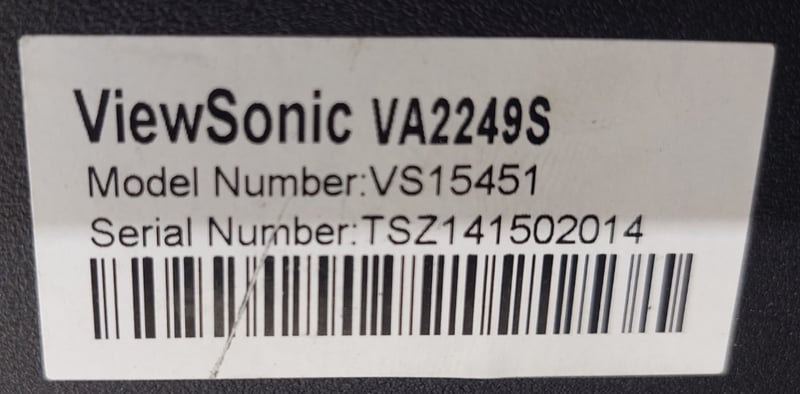 ViewSonic VA2249S
Model Number:VS15451
Serial Number:TSZ141502014